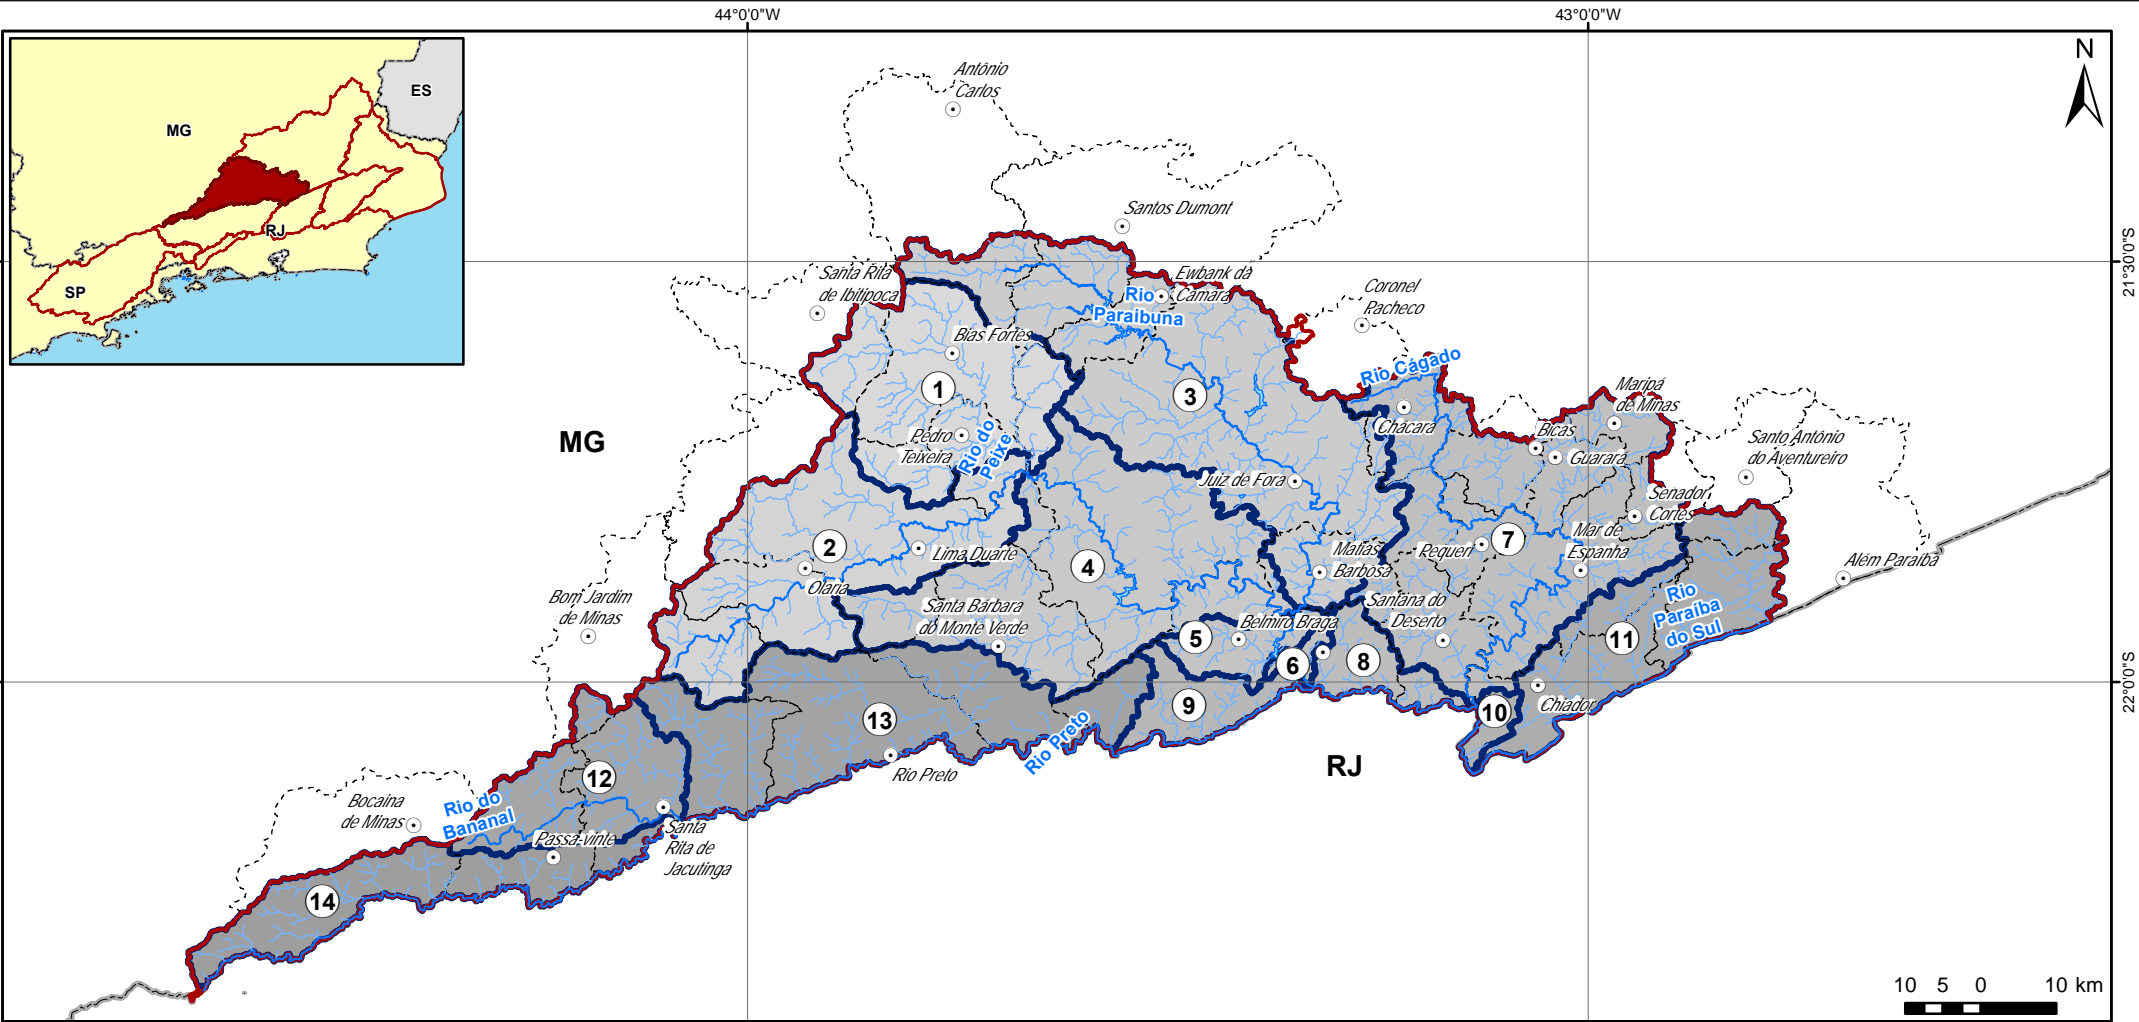 44°0'0"W
43°0'0"W
N
ES
MG
RJ
SP
21°30'0"S
22°0'0"S
Antônio
Carlos
Santos Dumont
Santa Rita
de Ibitipoca
Ewbank da
Câmara
Rio
Paraibuna
Coronel
Pacheco
Bias Fortes
Rio Cágado
1
3
Maripá
de Minas
Chácara
Bicas
Guarará
Santo Antônio
do Aventureiro
MG
Pedro
Teixeira
Rio do
Peixe
Juiz de Fora
Senador
Cortes
2
Lima Duarte
Olaria
4
Matias
Barbosa
Pequeri
7
Mar de
Espanha
Além Paraíba
Bom Jardim
de Minas
Santa Bárbara
do Monte Verde
5
Belmiro Braga
Santana do
Deserto
Rio
Paraíba
do Sul
11
6
8
9
10
Chiador
13
Rio Preto
RJ
Rio Preto
12
Bocaina
de Minas
Rio do
Bananal
Passa-vinte
Santa
Rita de
Jacutinga
14
10 5 0 10 km